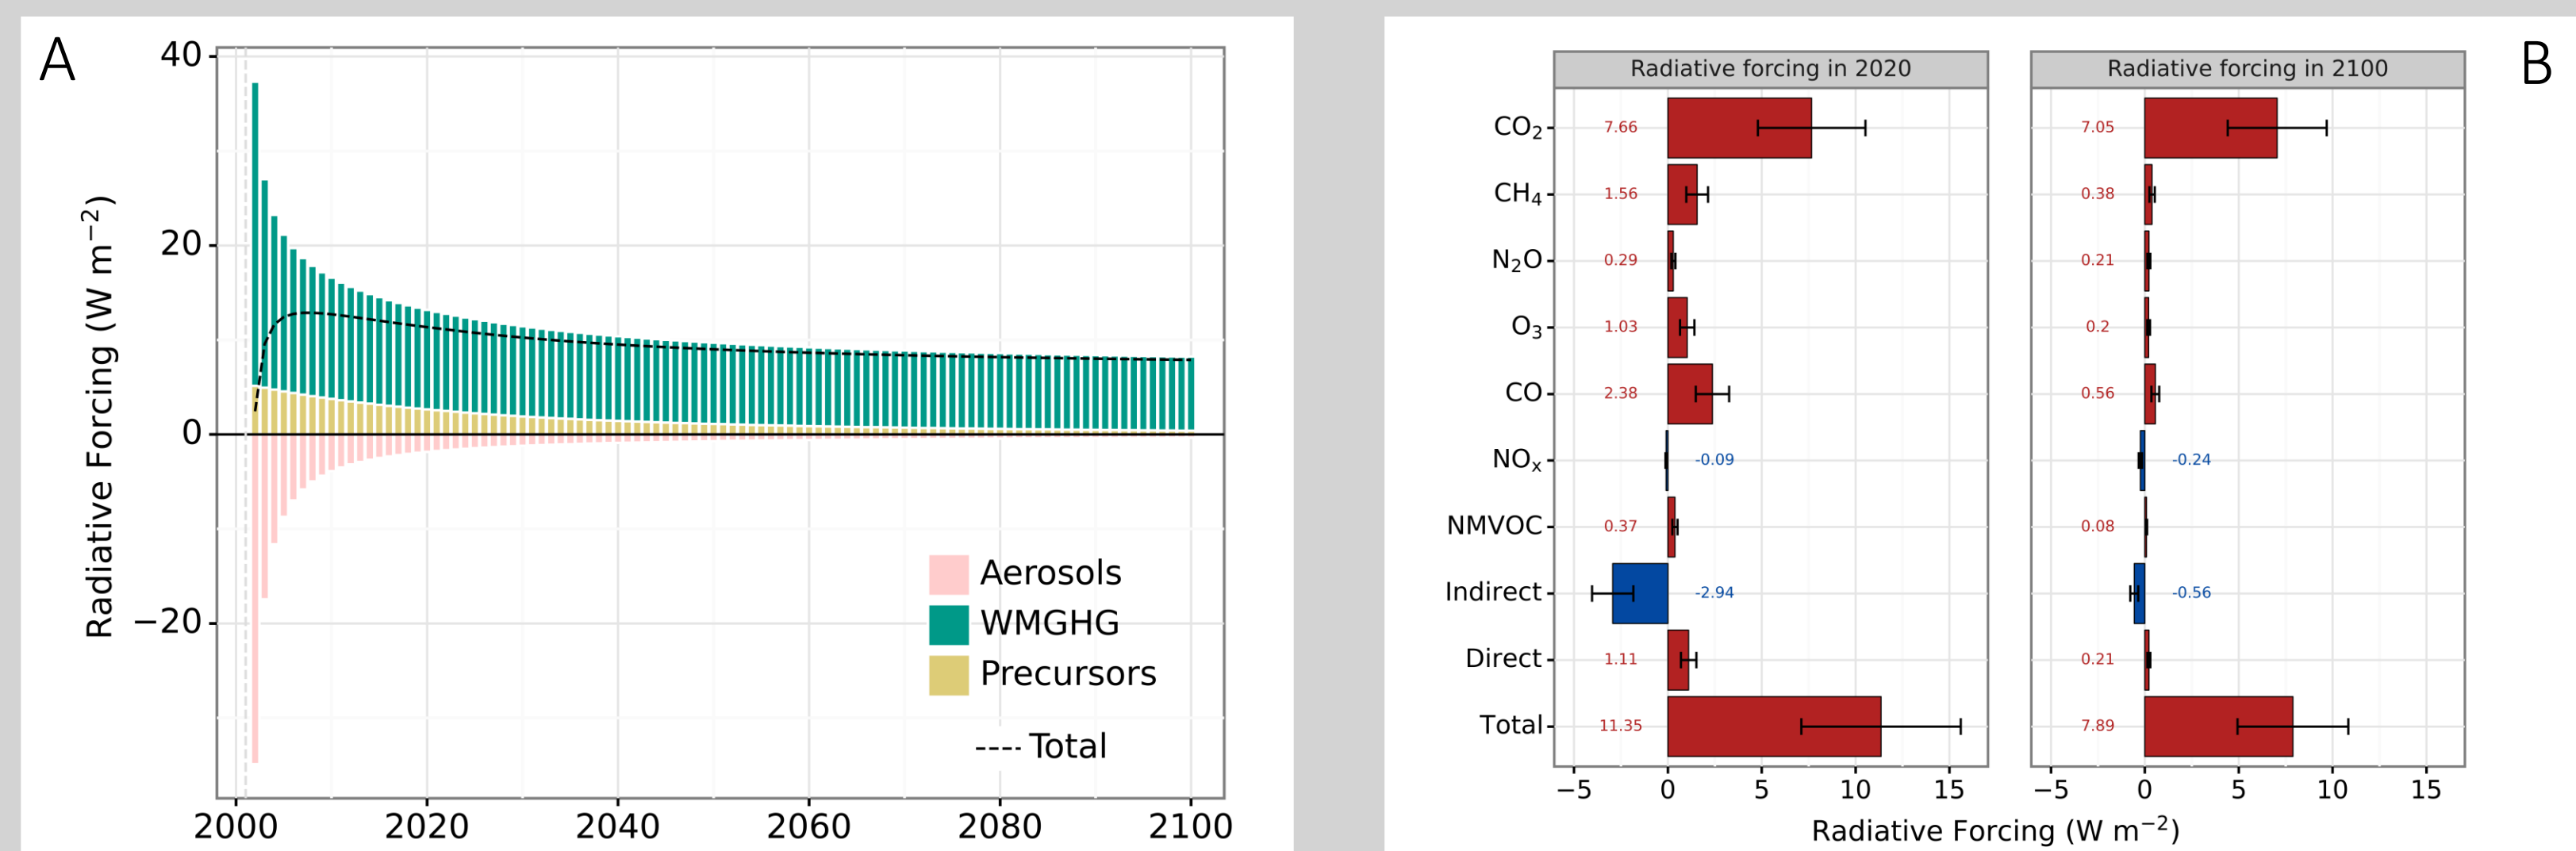 A
40
20
0
−20
Radiative Forcing (W m⁻²)
Aerosols
WMGHG
Precursors
Total
2000 2020 2040 2060 2080 2100
B
Radiative forcing in 2020 Radiative forcing in 2100
CO₂ 7.66 7.05
CH₄ 1.56 0.38
N₂O 0.29 0.21
O₃ 1.03 0.2
CO 2.38 0.56
NOₓ -0.09 -0.24
NMVOC 0.37 0.08
Indirect -2.94 -0.56
Direct 1.11 0.21
Total 11.35 7.89
−5 0 5 10 15 −5 0 5 10 15
Radiative Forcing (W m⁻²)